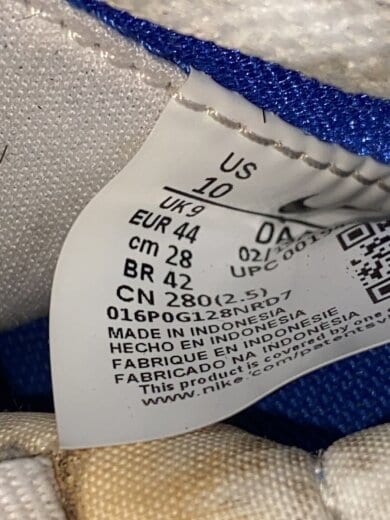 US
10
UK 9
EUR 44
cm 28
BR 42
CN 280(2.5)
016P0G128NRD7
02/
UPC
MADE IN INDONESIA
HECHO EN INDONESIA
FABRIQUE EN INDONESIE
FABRICADO NA INDONESIA
This product is covered by one
www.nike.com/patents